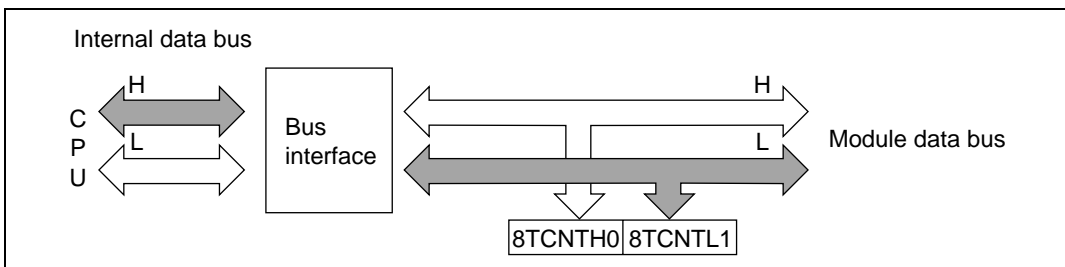 Internal data bus
H
H
C
P
U
L
Bus
interface
L
Module data bus
8TCNTH0
8TCNTL1